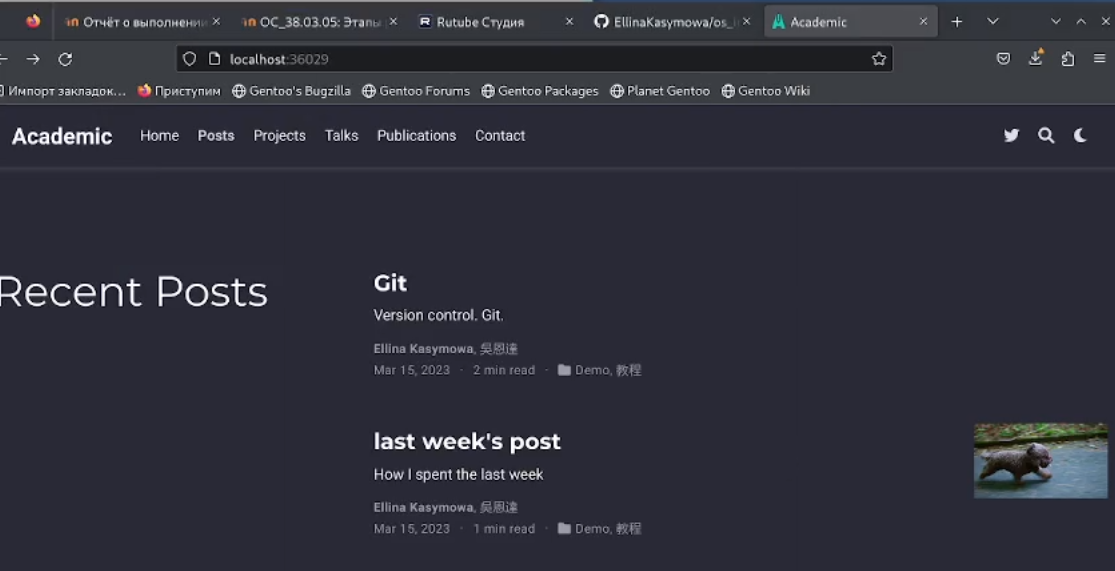 Отчёт о выполнении
ОС_38.03.05: Этапы
Rutube Студия
EllinaKasymowa/os_i
Academic
localhost:36029
Импорт закладок...
Приступим
Gentoo's Bugzilla
Gentoo Forums
Gentoo Packages
Planet Gentoo
Gentoo Wiki
Academic Home Posts Projects Talks Publications Contact
Recent Posts
Git
Version control. Git.
Ellina Kasymowa, 吳恩達
Mar 15, 2023 · 2 min read · Demo, 教程
last week's post
How I spent the last week
Ellina Kasymowa, 吳恩達
Mar 15, 2023 · 1 min read · Demo, 教程